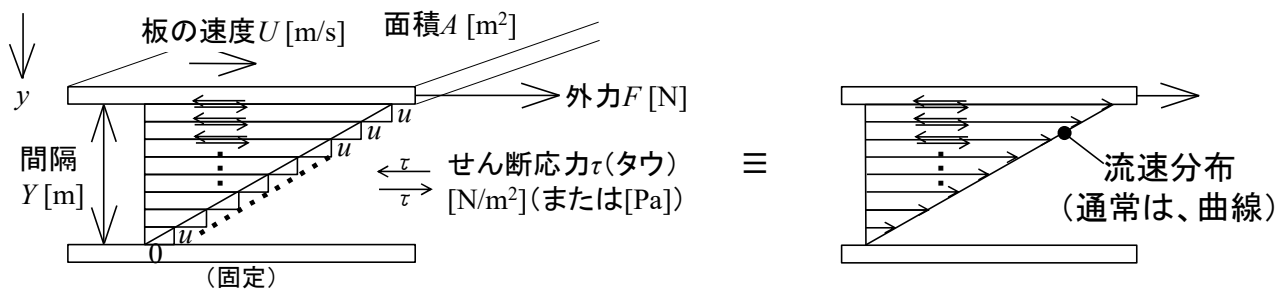 板の速度U [m/s]
面積A [m²]
y
外力F [N]
u
u
u
間隔
Y [m]
τ
τ
せん断応力τ(タウ)
[N/m²](または[Pa])
≡
流速分布
(通常は、曲線)
u
0
(固定)